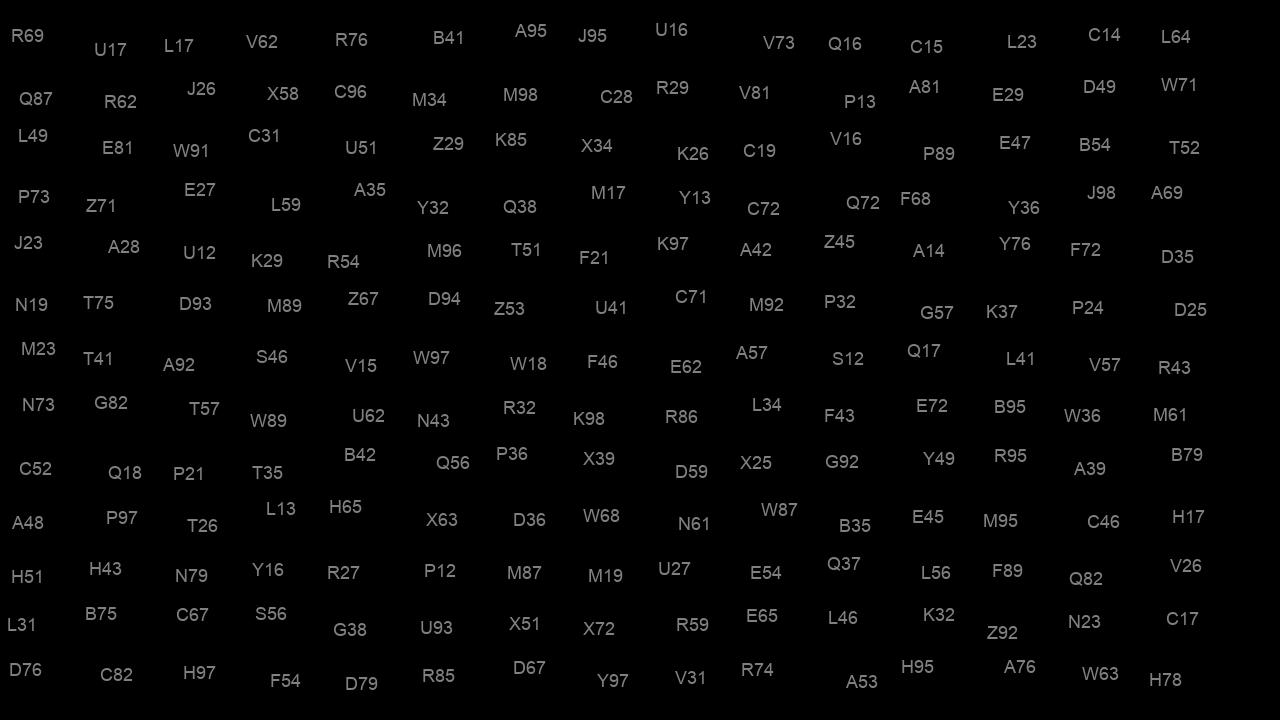 R69 U17 L17 V62 R76 B41 A95 J95 U16 V73 Q16 C15 L23 C14 L64
Q87 R62 J26 X58 C96 M34 M98 C28 R29 V81 P13 A81 E29 D49 W71
L49 E81 W91 C31 U51 Z29 K85 X34 K26 C19 V16 P89 E47 B54 T52
P73 Z71 E27 L59 A35 Y32 Q38 M17 Y13 C72 Q72 F68 Y36 J98 A69
J23 A28 U12 K29 R54 M96 T51 F21 K97 A42 Z45 A14 Y76 F72 D35
N19 T75 D93 M89 Z67 D94 Z53 U41 C71 M92 P32 G57 K37 P24 D25
M23 T41 A92 S46 V15 W97 W18 F46 E62 A57 S12 Q17 L41 V57 R43
N73 G82 T57 W89 U62 N43 R32 K98 R86 L34 F43 E72 B95 W36 M61
C52 Q18 P21 T35 B42 Q56 P36 X39 D59 X25 G92 Y49 R95 A39 B79
A48 P97 T26 L13 H65 X63 D36 W68 N61 W87 B35 E45 M95 C46 H17
H51 H43 N79 Y16 R27 P12 M87 M19 U27 E54 Q37 L56 F89 Q82 V26
L31 B75 C67 S56 G38 U93 X51 X72 R59 E65 L46 K32 Z92 N23 C17
D76 C82 H97 F54 D79 R85 D67 Y97 V31 R74 A53 H95 A76 W63 H78